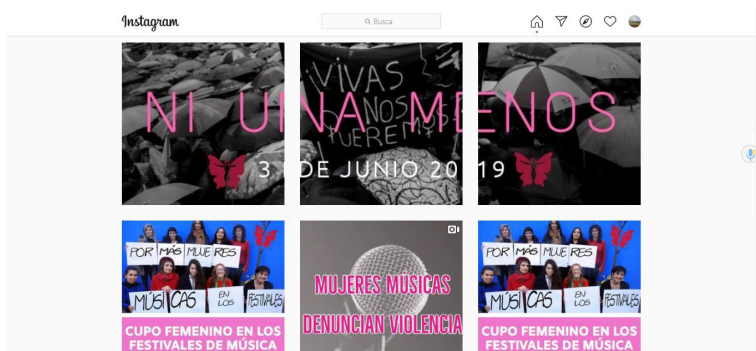 Instagram
Busca
VIVAS
NOS
QUEREMOS
NI UNA MENOS
3 DE JUNIO 2019
POR MÁS MUJERES
MÚSICAS EN LOS FESTIVALES
CUPO FEMENINO EN LOS
FESTIVALES DE MÚSICA
MUJERES MÚSICAS
DENUNCIAN VIOLENCIA
POR MÁS MUJERES
MÚSICAS EN LOS FESTIVALES
CUPO FEMENINO EN LOS
FESTIVALES DE MÚSICA